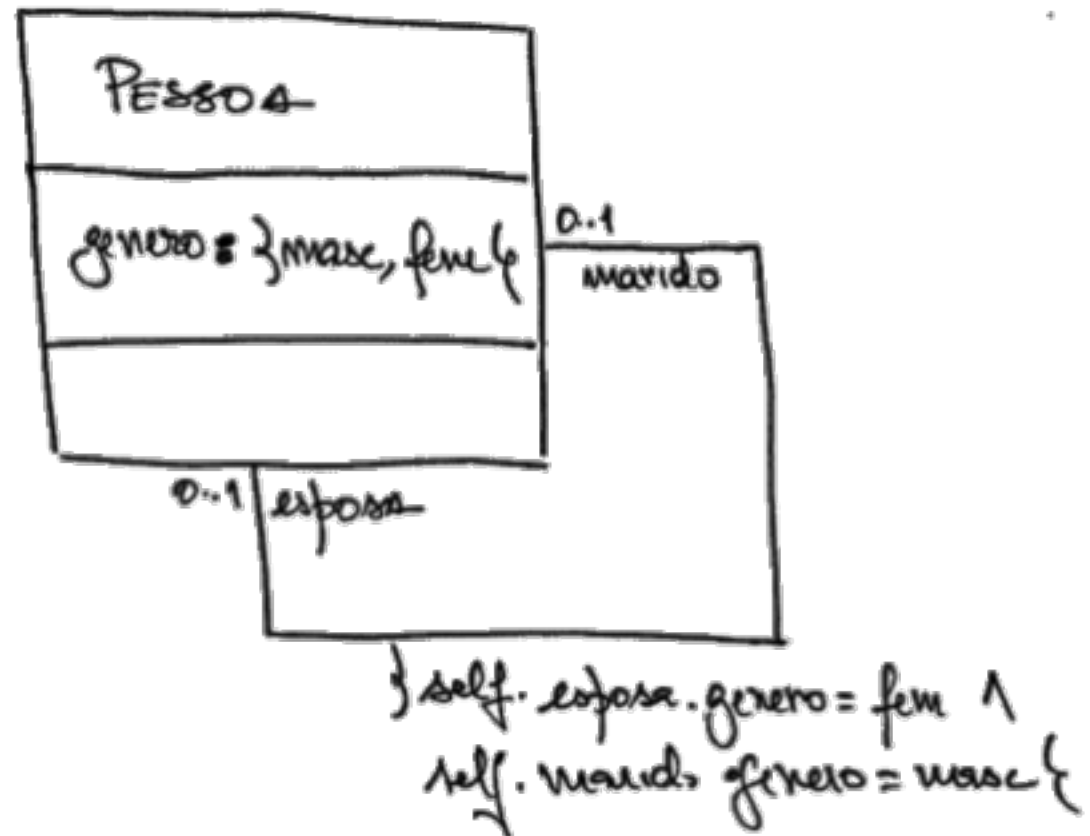 PESSOA
genero: }masc, fem{
0..1
marido
0..1 esposa
}self.esposa.genero = fem ∧
self.marido genero = masc{